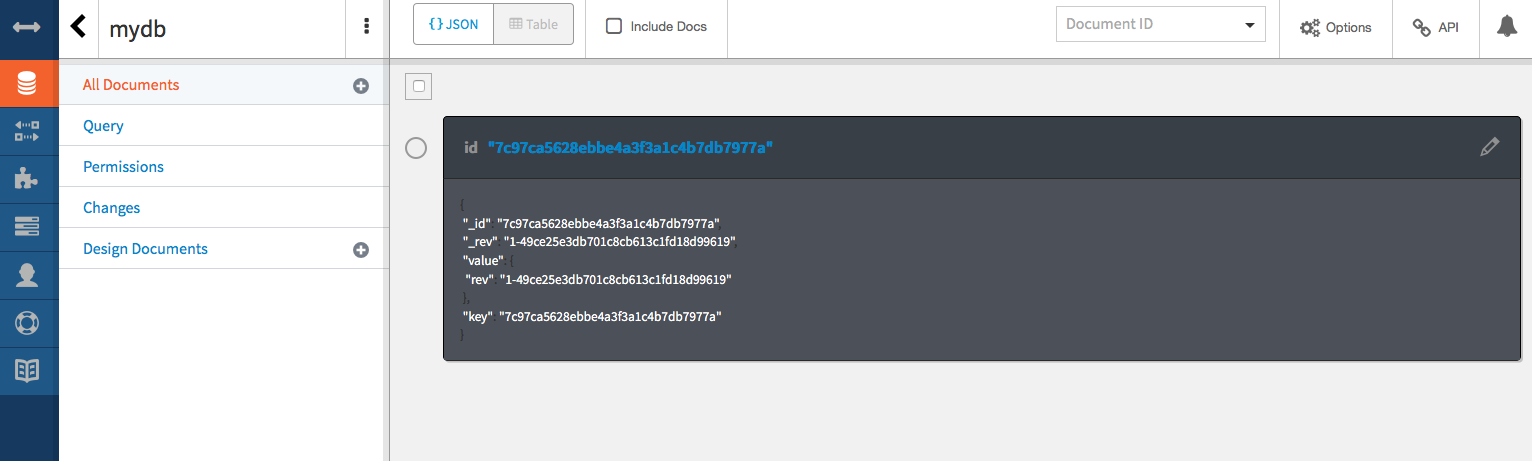 mydb
{} JSON
Table
Include Docs
Document ID
Options
API
All Documents
Query
Permissions
Changes
Design Documents
id "7c97ca5628ebbe4a3f3a1c4b7db7977a"
{
"_id": "7c97ca5628ebbe4a3f3a1c4b7db7977a",
"_rev": "1-49ce25e3db701c8cb613c1fd18d99619",
"value": {
"rev": "1-49ce25e3db701c8cb613c1fd18d99619"
},
"key": "7c97ca5628ebbe4a3f3a1c4b7db7977a"
}